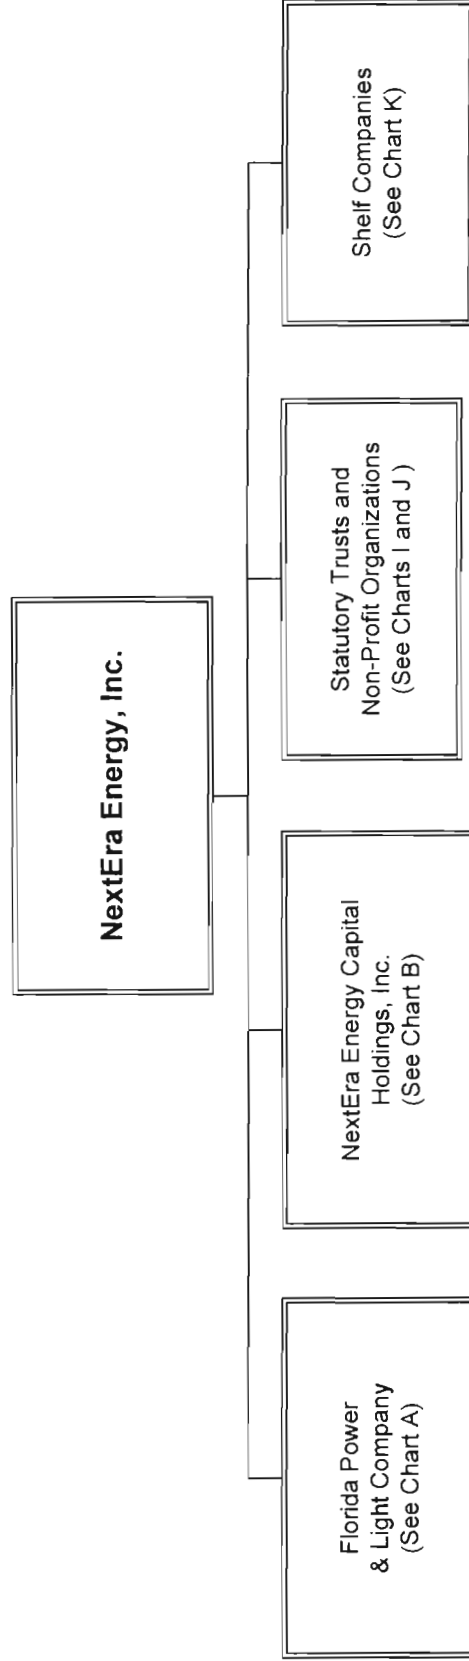 NextEra Energy, Inc.
Florida Power
& Light Company
(See Chart A)
NextEra Energy Capital
Holdings, Inc.
(See Chart B)
Statutory Trusts and
Non-Profit Organizations
(See Charts I and J )
Shelf Companies
(See Chart K)